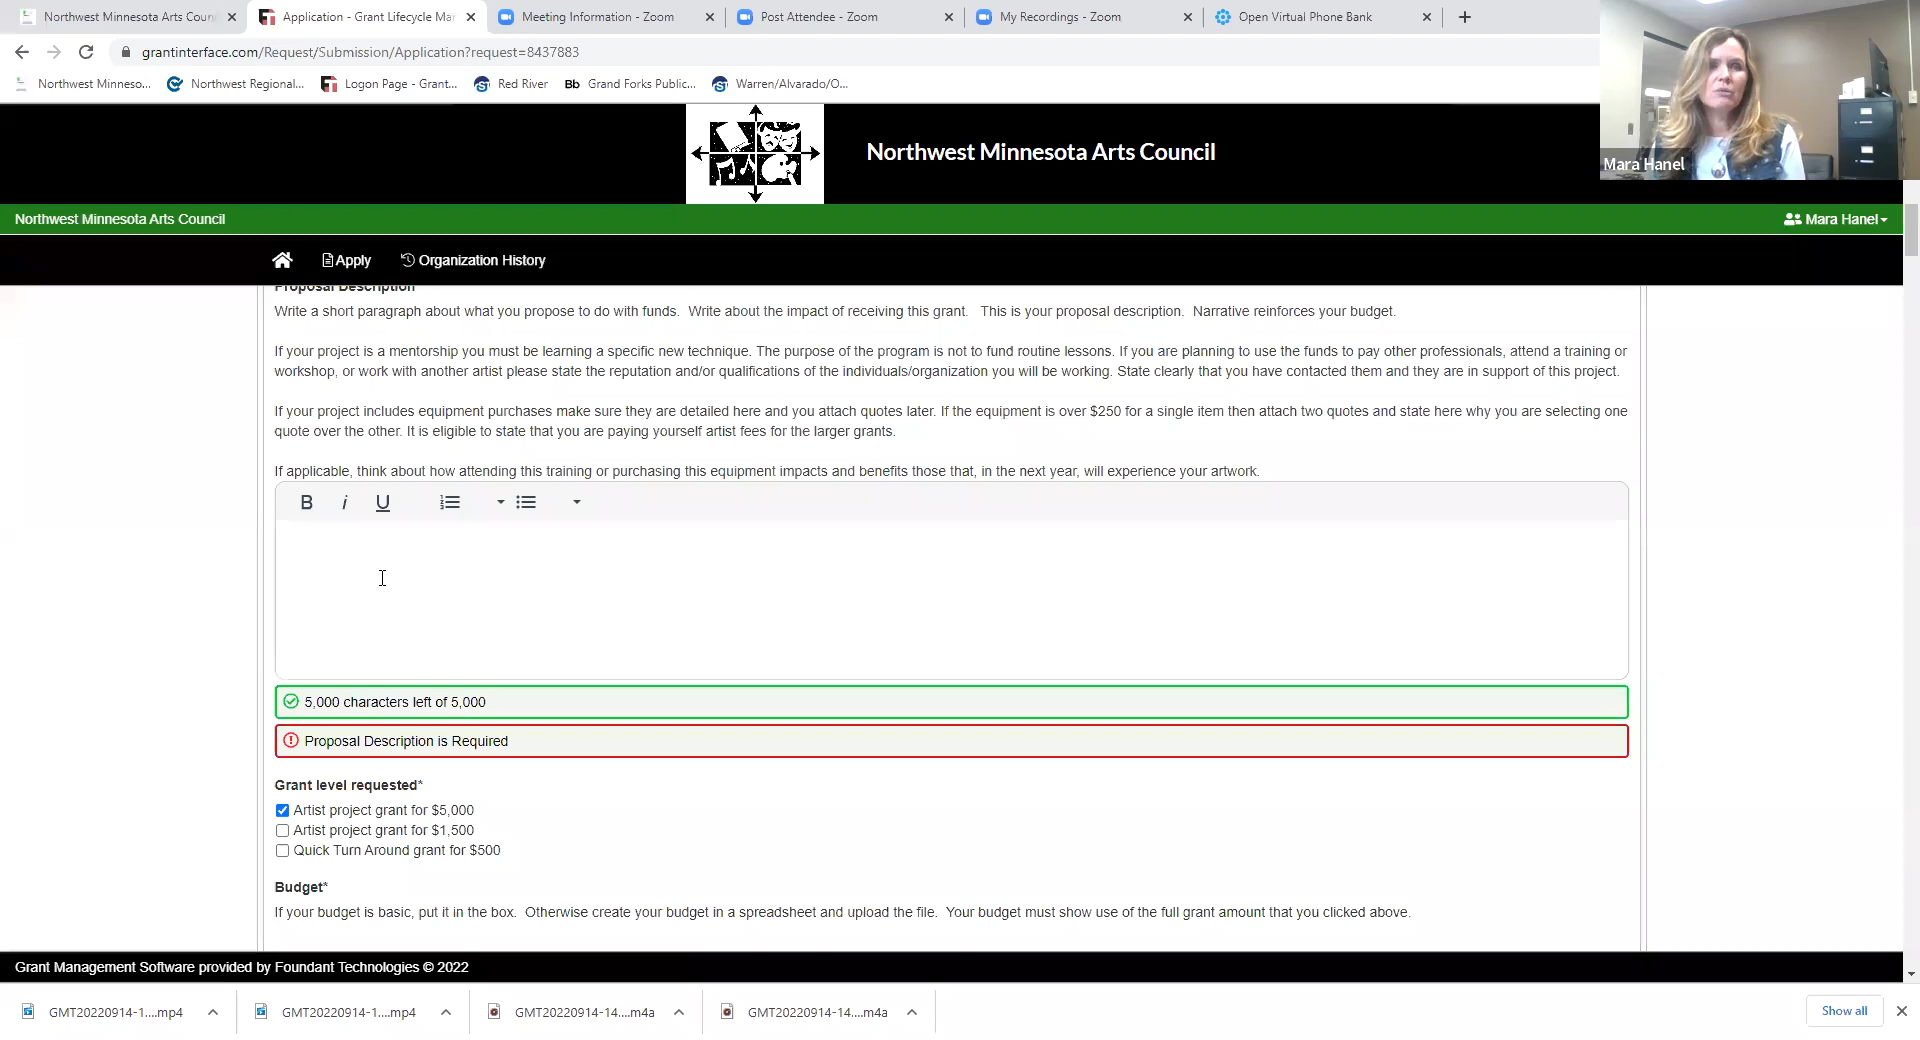 Northwest Minnesota Arts Coun
Application - Grant Lifecycle Ma
Meeting Information - Zoom
Post Attendee - Zoom
My Recordings - Zoom
Open Virtual Phone Bank
grantinterface.com/Request/Submission/Application?request=8437883
Northwest Minneso...
Northwest Regional...
Logon Page - Grant...
Red River
Bb Grand Forks Public...
Warren/Alvarado/O...
Northwest Minnesota Arts Council
Mara Hanel
Northwest Minnesota Arts Council
Mara Hanel
Apply
Organization History
Proposal Description
Write a short paragraph about what you propose to do with funds. Write about the impact of receiving this grant. This is your proposal description. Narrative reinforces your budget.
If your project is a mentorship you must be learning a specific new technique. The purpose of the program is not to fund routine lessons. If you are planning to use the funds to pay other professionals, attend a training or
workshop, or work with another artist please state the reputation and/or qualifications of the individuals/organization you will be working. State clearly that you have contacted them and they are in support of this project.
If your project includes equipment purchases make sure they are detailed here and you attach quotes later. If the equipment is over $250 for a single item then attach two quotes and state here why you are selecting one
quote over the other. It is eligible to state that you are paying yourself artist fees for the larger grants.
If applicable, think about how attending this training or purchasing this equipment impacts and benefits those that, in the next year, will experience your artwork.
B i U
5,000 characters left of 5,000
Proposal Description is Required
Grant level requested*
Artist project grant for $5,000
Artist project grant for $1,500
Quick Turn Around grant for $500
Budget*
If your budget is basic, put it in the box. Otherwise create your budget in a spreadsheet and upload the file. Your budget must show use of the full grant amount that you clicked above.
Grant Management Software provided by Foundant Technologies © 2022
GMT20220914-1....mp4
GMT20220914-1....mp4
GMT20220914-14....m4a
GMT20220914-14....m4a
Show all